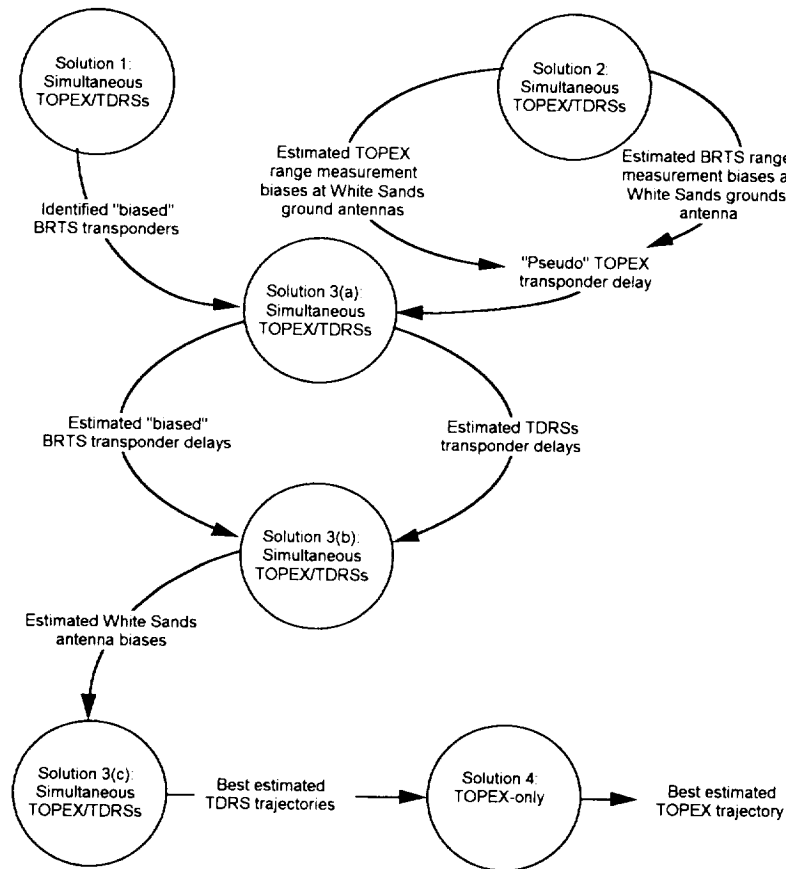 Solution 1:
Simultaneous
TOPEX/TDRSs
Solution 2:
Simultaneous
TOPEX/TDRSs
Estimated TOPEX
range measurement
biases at White Sands
ground antennas
Estimated BRTS range
measurement biases a
White Sands grounds
antenna
Identified "biased"
BRTS transponders
"Pseudo" TOPEX
transponder delay
Solution 3(a):
Simultaneous
TOPEX/TDRSs
Estimated "biased"
BRTS transponder delays
Estimated TDRSs
transponder delays
Solution 3(b):
Simultaneous
TOPEX/TDRSs
Estimated White Sands
antenna biases
Solution 3(c):
Simultaneous
TOPEX/TDRSs
Best estimated
TDRS trajectories
Solution 4:
TOPEX-only
Best estimated
TOPEX trajectory